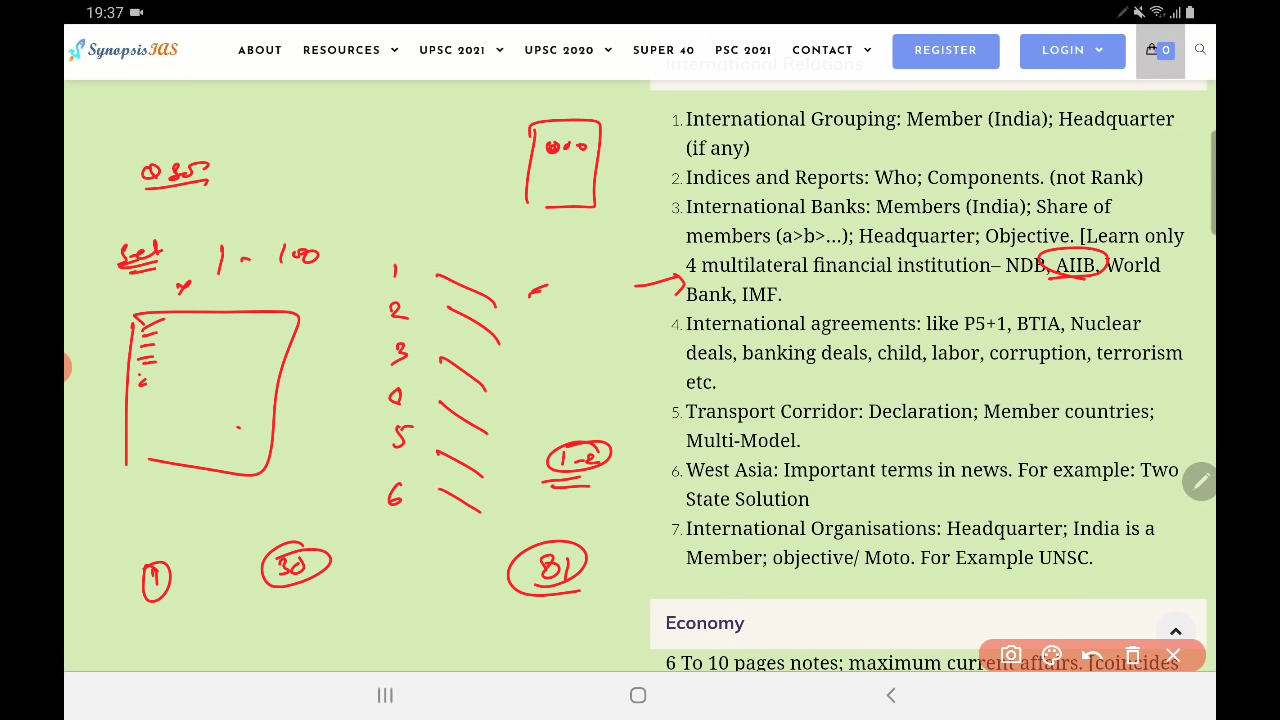 19:37
SynopsisIAS
ABOUT RESOURCES UPSC 2021 UPSC 2020 SUPER 40 PSC 2021 CONTACT REGISTER LOGIN 0
International Relations
1. International Grouping: Member (India); Headquarter
(if any)
2. Indices and Reports: Who; Components. (not Rank)
3. International Banks: Members (India); Share of
members (a>b>...); Headquarter; Objective. [Learn only
4 multilateral financial institution– NDB, AIIB, World
Bank, IMF.
4. International agreements: like P5+1, BTIA, Nuclear
deals, banking deals, child, labor, corruption, terrorism
etc.
5. Transport Corridor: Declaration; Member countries;
Multi-Model.
6. West Asia: Important terms in news. For example: Two
State Solution
7. International Organisations: Headquarter; India is a
Member; objective/ Moto. For Example UNSC.
Economy
6 To 10 pages notes; maximum current affairs. [coincides
1 - 100
1
2
3
4
5
6
1-2
30
81